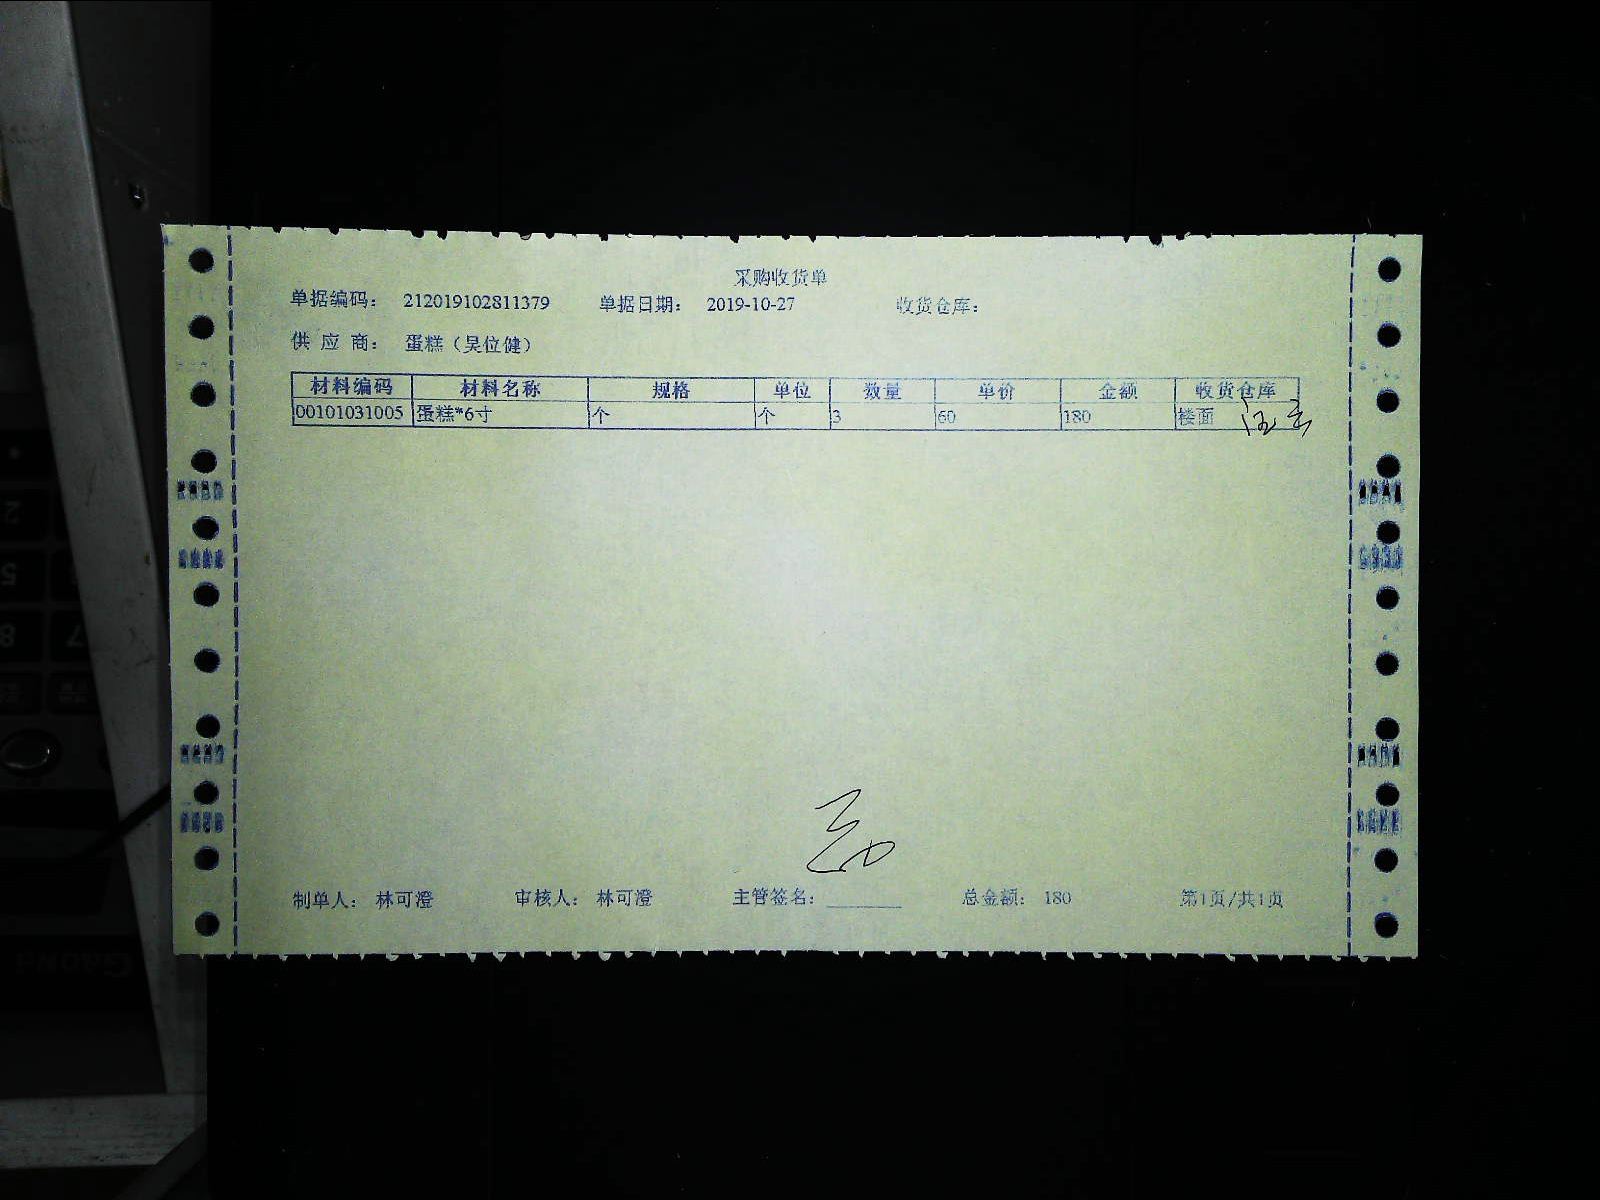 采购收货单
单据编码： 212019102811379 单据日期： 2019-10-27 收货仓库：
供 应 商： 蛋糕（吴位健）
材料编码 材料名称 规格 单位 数量 单价 金额 收货仓库
00101031005 蛋糕*6寸 个 个 3 60 180 楼面
制单人： 林可澄 审核人： 林可澄 主管签名： 总金额： 180 第1页/共1页